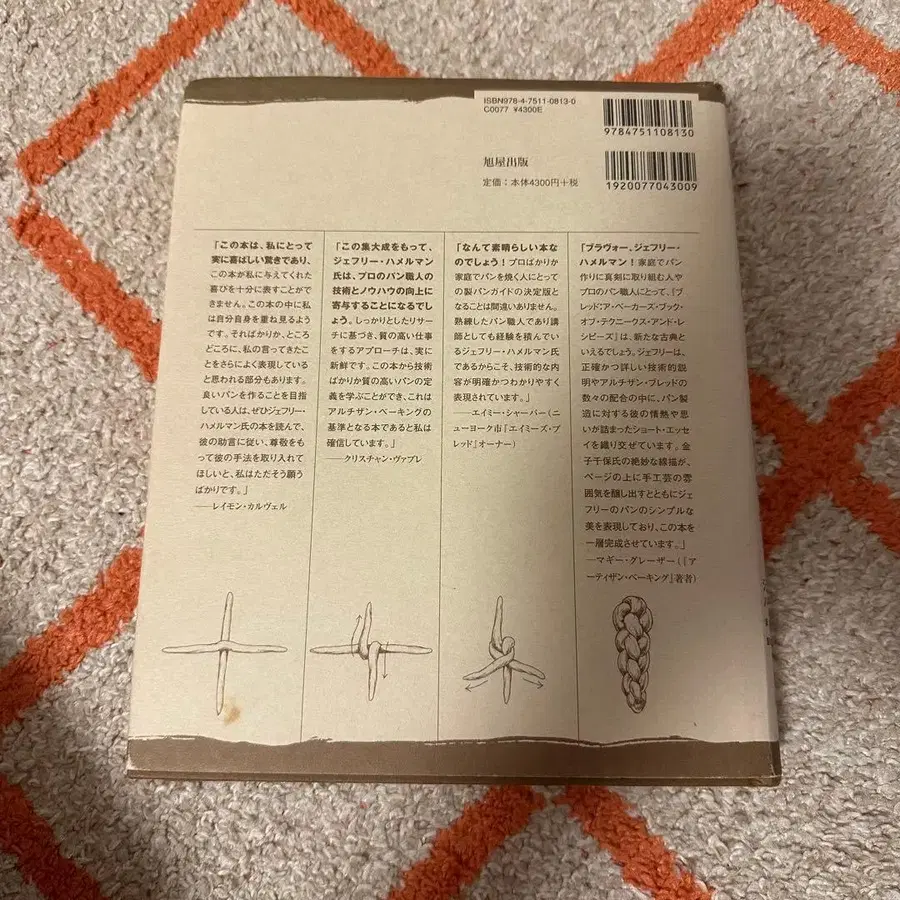 ISBN978-4-7511-0813-0
C0077 ¥4300E
9784751108130
旭屋出版
定価：本体4300円＋税
1920077043009
「この本は、私にとって
実に喜ばしい驚きであり、
この本が私に与えてくれた
喜びを十分に表すことがで
きません。この本の中に私
は自分自身を重ね見るよう
です。そればかりか、ところ
どころに、私の言ってきたこ
とをさらによく表現している
と思われる部分もあります。
良いパンを作ることを目指
している人は、ぜひジェフリー・
ハメルマン氏の本を読んで、
彼の助言に従い、尊敬をも
って彼の手法を取り入れて
ほしいと、私はただそう願う
ばかりです。」
──レイモン・カルヴェル
「この集大成をもって、
ジェフリー・ハメルマン
氏は、プロのパン職人の
技術とノウハウの向上に
寄与することになるでしょ
う。しっかりとしたリサー
チに基づき、質の高い仕事
をするアプローチは、実に
新鮮です。この本から技術
ばかりか質の高いパンの定
義を学ぶことができ、これは
アルチザン・ベーキングの
基準となる本であると私は
確信しています。」
──クリスチャン・ヴァブレ
「なんて素晴らしい本な
のでしょう！プロばかりか
家庭でパンを焼く人にとって
の製パンガイドの決定版と
なることは間違いありません。
熟練したパン職人であり講
師としても経験を積んでい
るジェフリー・ハメルマン氏
であるからこそ、技術的な内
容が明確かつわかりやすく
表現されています。」
──エイミー・シャーバー（ニ
ューヨーク市『エイミーズ・ブ
レッド』オーナー）
「ブラヴォー、ジェフリー・
ハメルマン！家庭でパン
作りに真剣に取り組む人や
プロのパン職人にとって、『ブ
レッド：ア・ベーカーズ・ブック・
オブ・テクニークス・アンド・レ
シピーズ』は、新たな古典と
いえるでしょう。ジェフリーは、
正確かつ詳しい技術的説
明やアルチザン・ブレッドの
数々の配合の中に、パン製
造に対する彼の情熱や思
いが詰まったショート・エッセ
イを織り交ぜています。金
子千保氏の絶妙な線描が、
ページの上に手工芸の雰
囲気を醸し出すとともにジェ
フリーのパンのシンプルな
美を表現しており、この本を
一層完成させています。」
──マギー・グレーザー（『ア
ーティザン・ベーキング』著者）